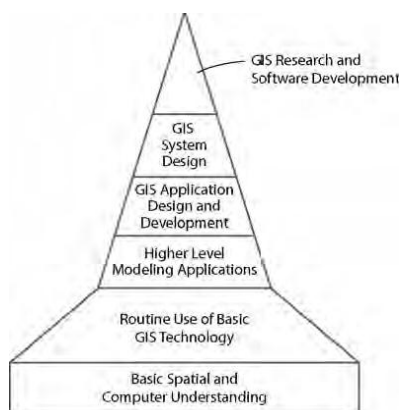 GIS Research and
Software Development
GIS
System
Design
GIS Application
Design and
Development
Higher Level
Modeling Applications
Routine Use of Basic
GIS Technology
Basic Spatial and
Computer Understanding